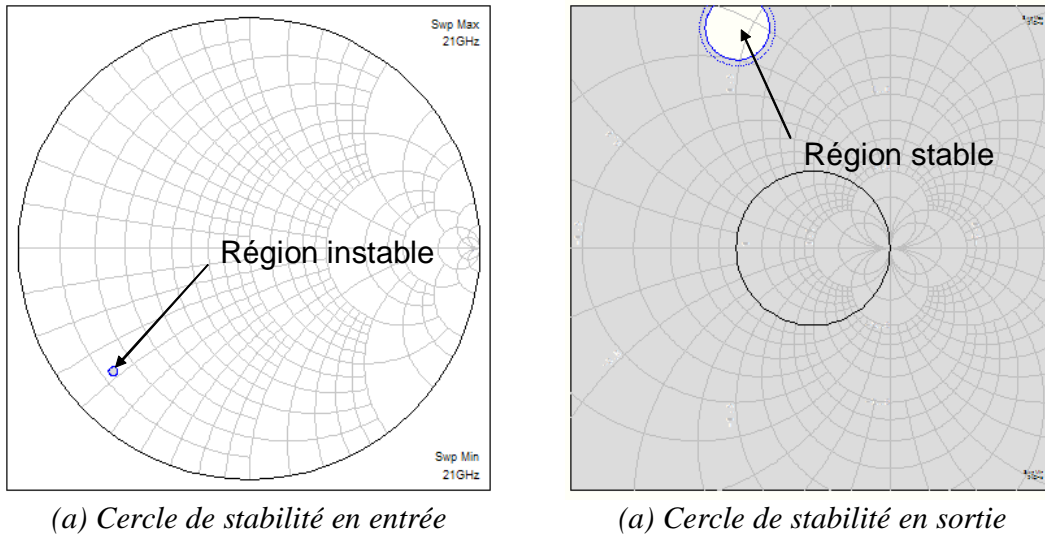 Swp Max
21GHz
Région instable
Swp Min
21GHz
Région stable
(a) Cercle de stabilité en entrée
(a) Cercle de stabilité en sortie